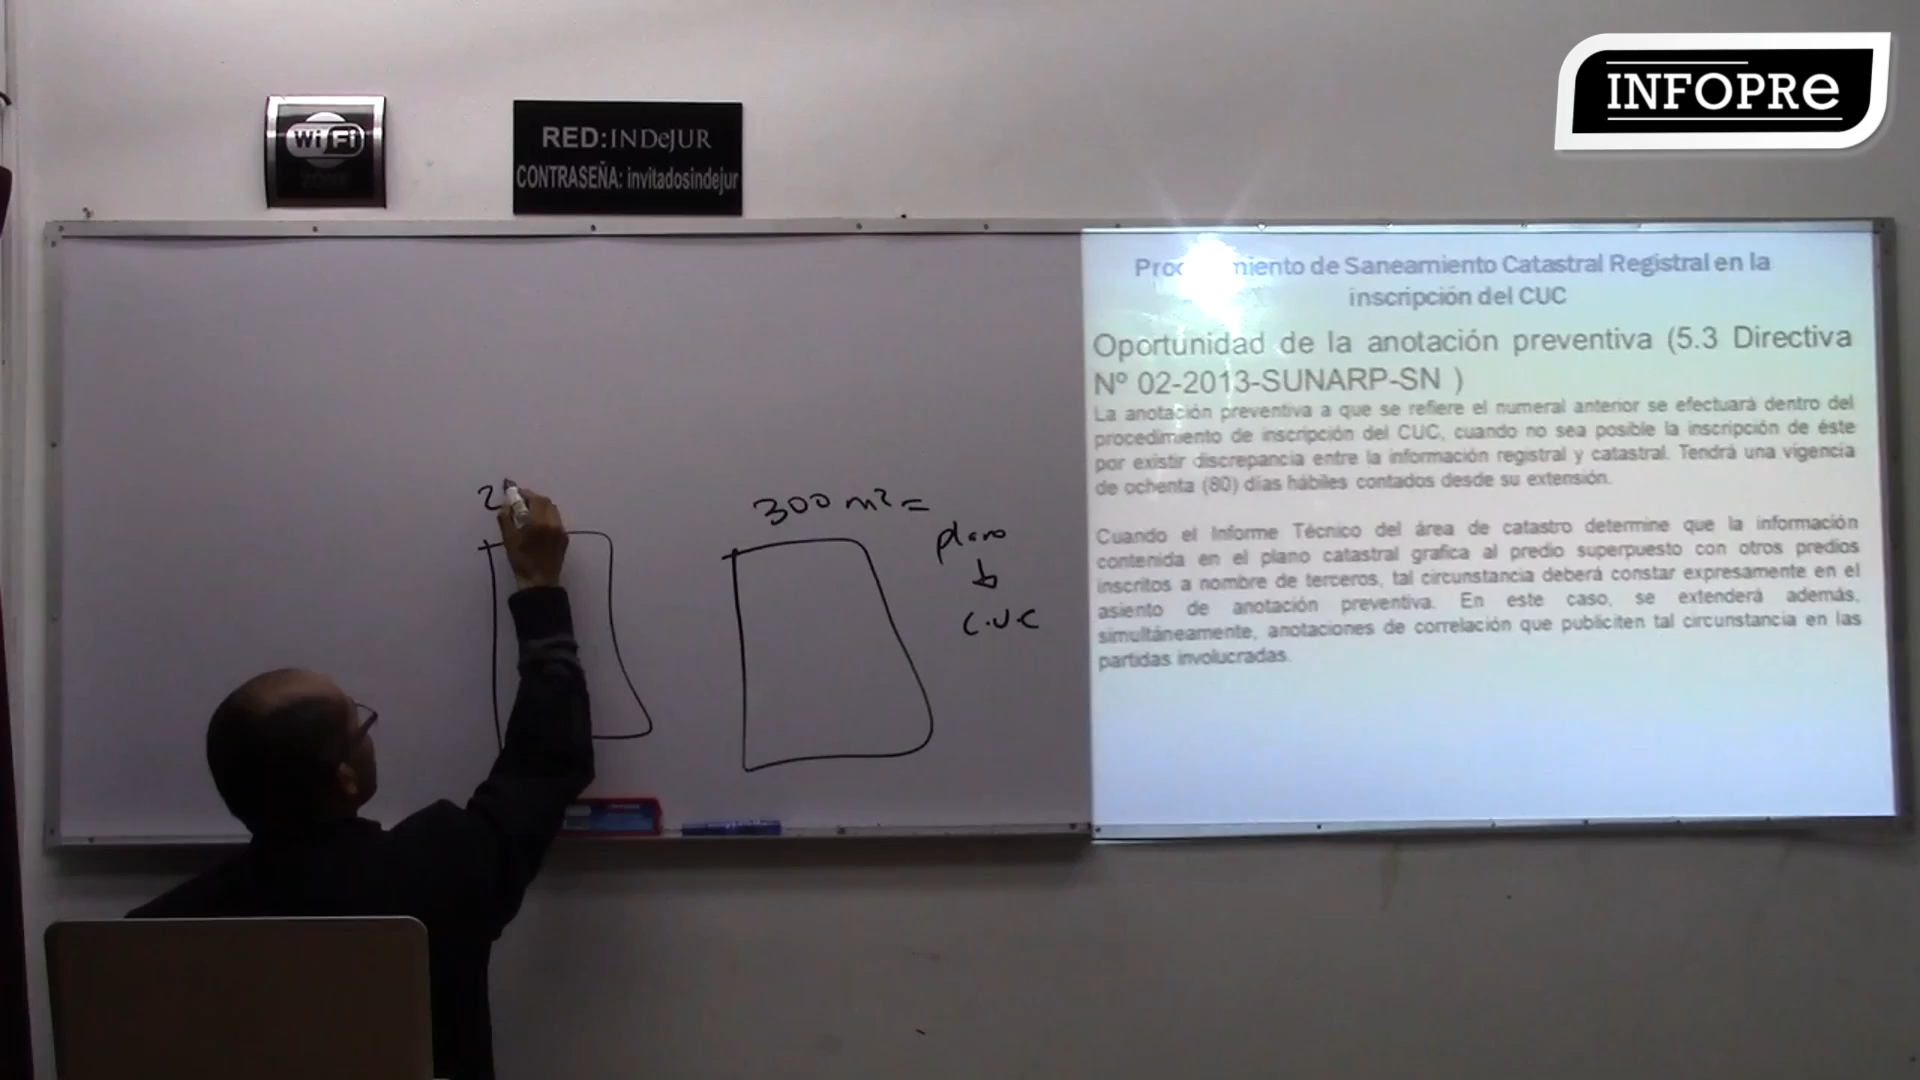 INFOPRe
Wi Fi
ZONE
RED:INDeJUR
CONTRASEÑA: invitadosindejur
300 m² =
plano
C.U.C
de Saneamiento Catastral Registral en la
inscripción del CUC
Oportunidad de la anotación preventiva (5.3 Directiva
Nº 02-2013-SUNARP-SN )
La anotación preventiva a que se refiere el numeral anterior se efectuará dentro del
procedimiento de inscripción del CUC, cuando no sea posible la inscripción de éste
por existir discrepancia entre la información registral y catastral. Tendrá una vigencia
de ochenta (80) días hábiles contados desde su extensión.
Cuando el Informe Técnico del área de catastro determine que la información
contenida en el plano catastral grafica al predio superpuesto con otros predios
inscritos a nombre de terceros, tal circunstancia deberá constar expresamente en el
asiento de anotación preventiva. En este caso, se extenderá además,
simultáneamente, anotaciones de correlación que publiciten tal circunstancia en las
partidas involucradas.